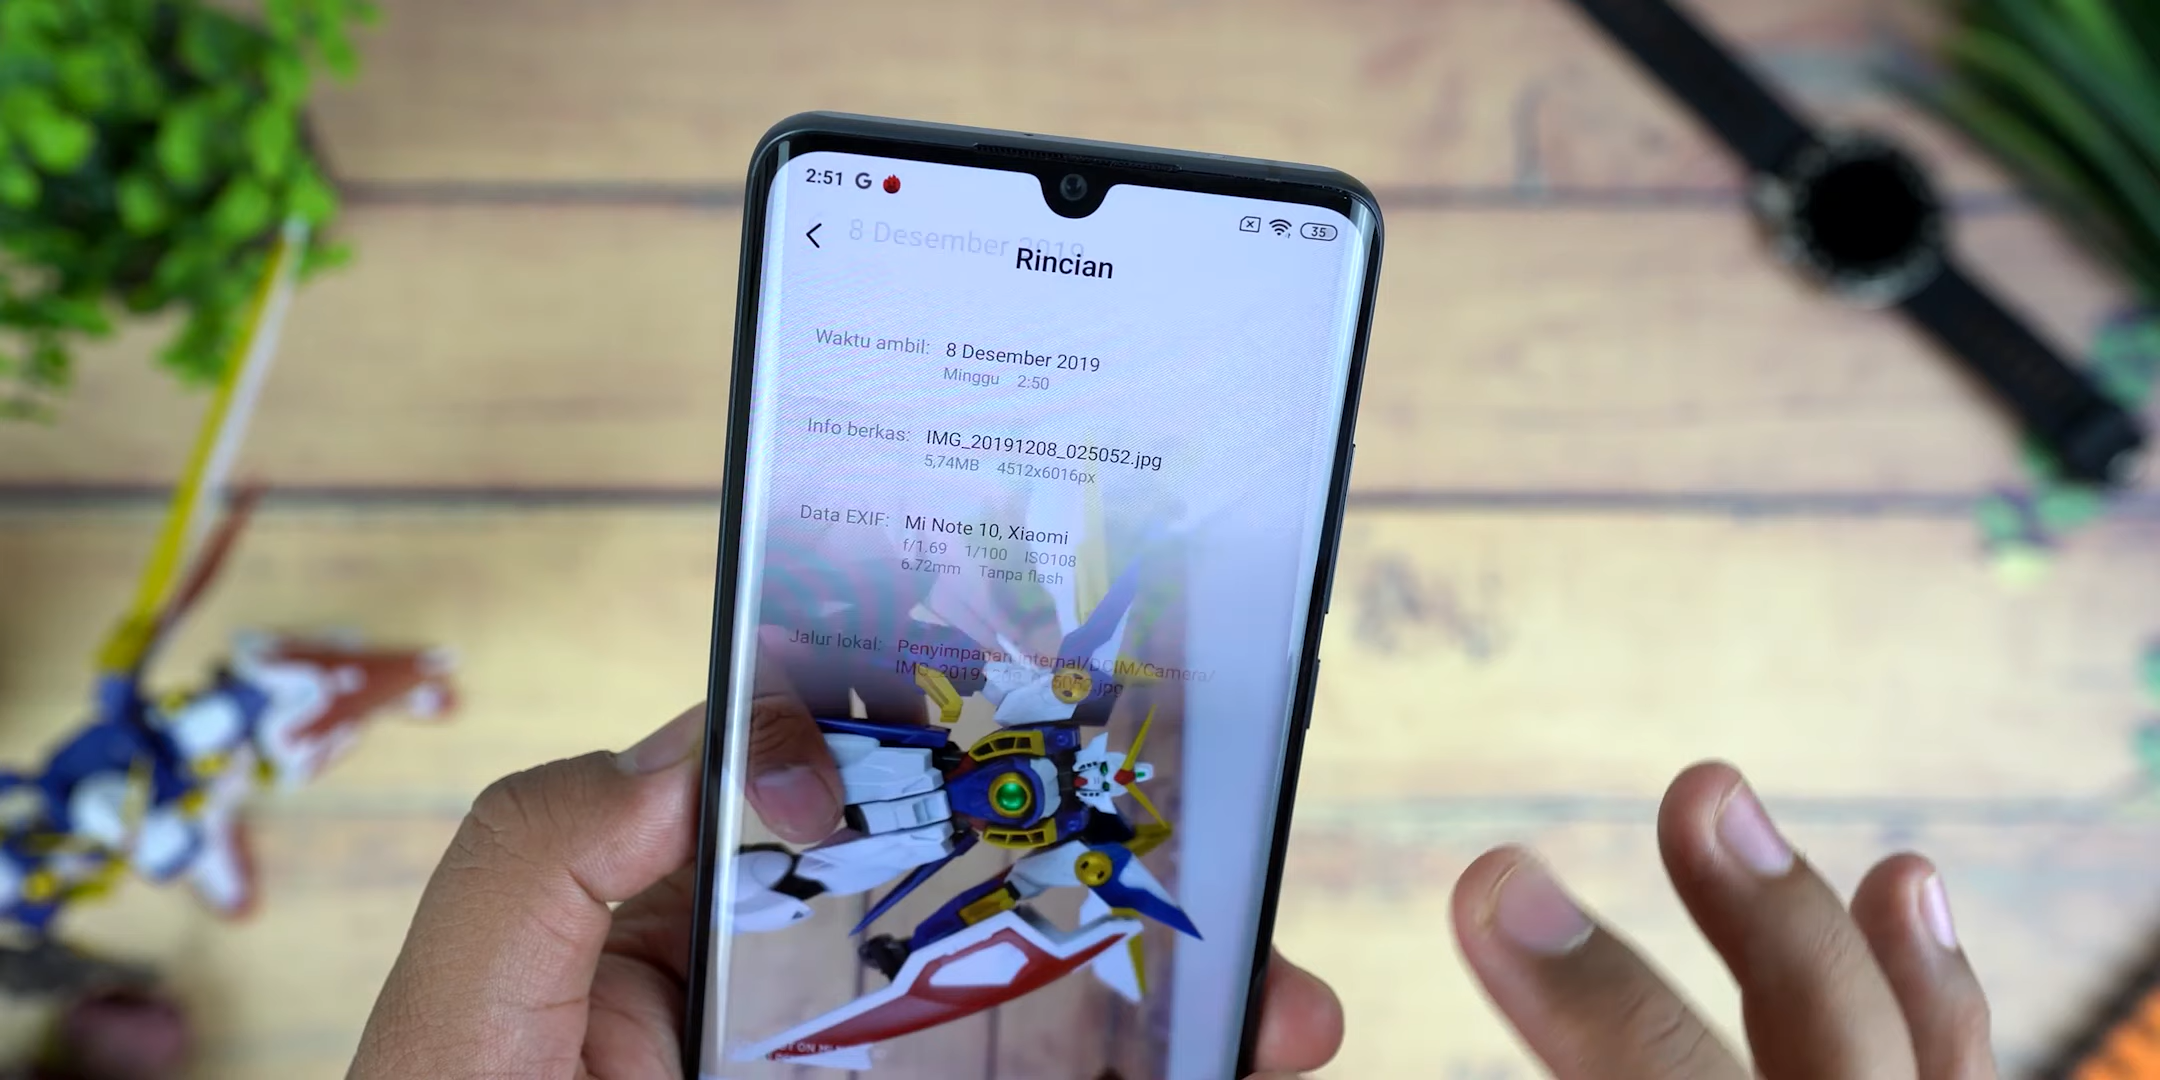 2:51 G
35
8 Desember 2019
Rincian
Waktu ambil: 8 Desember 2019
Minggu 2:50
Info berkas: IMG_20191208_025052.jpg
5,74MB 4512x6016px
Data EXIF: Mi Note 10, Xiaomi
f/1.69 1/100 ISO108
6.72mm Tanpa flash
Jalur lokal: Penyimpanan internal/DCIM/Camera/
IMG_20191208_025052.jpg